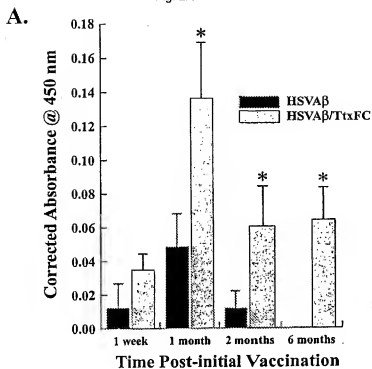 A.
0.18
0.16
0.14
0.12
0.10
0.08
0.06
0.04
0.02
0.00
Corrected Absorbance @ 450 nm
*
* *
HSVAβ
HSVAβ/TtxFC
1 week 1 month 2 months 6 months
Time Post-initial Vaccination